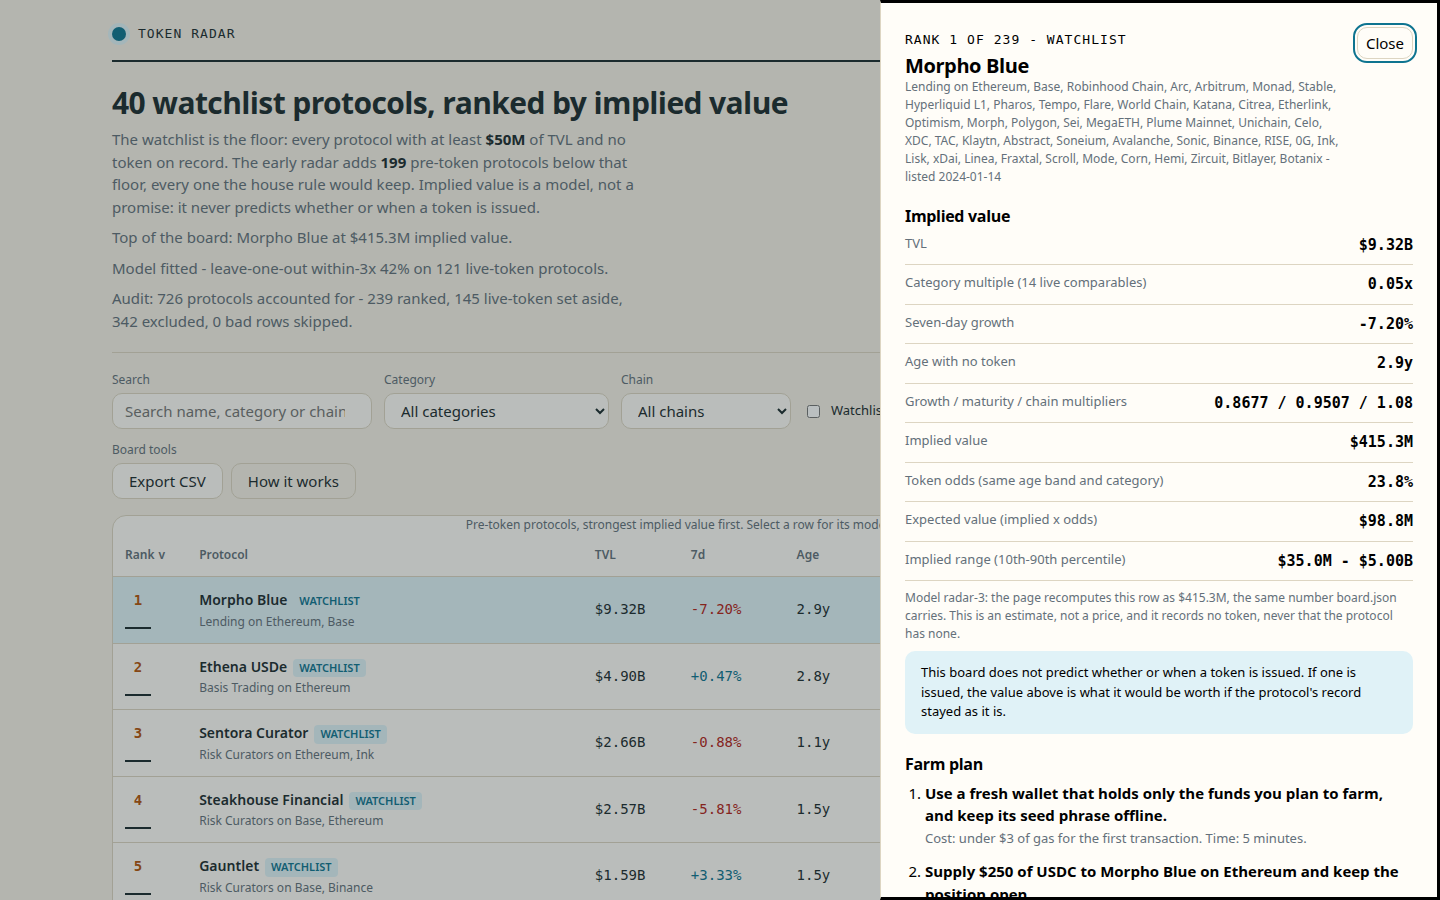 TOKEN RADAR
40 watchlist protocols, ranked by implied value
The watchlist is the floor: every protocol with at least $50M of TVL and no
token on record. The early radar adds 199 pre-token protocols below that
floor, every one the house rule would keep. Implied value is a model, not a
promise: it never predicts whether or when a token is issued.
Top of the board: Morpho Blue at $415.3M implied value.
Model fitted - leave-one-out within-3x 42% on 121 live-token protocols.
Audit: 726 protocols accounted for - 239 ranked, 145 live-token set aside,
342 excluded, 0 bad rows skipped.
Search
Category
Chain
Search name, category or chain
All categories
All chains
Watchlis
Board tools
Export CSV
How it works
Pre-token protocols, strongest implied value first. Select a row for its mod
Rank v Protocol TVL 7d Age
1 Morpho Blue WATCHLIST $9.32B -7.20% 2.9y
Lending on Ethereum, Base
2 Ethena USDe WATCHLIST $4.90B +0.47% 2.8y
Basis Trading on Ethereum
3 Sentora Curator WATCHLIST $2.66B -0.88% 1.1y
Risk Curators on Ethereum, Ink
4 Steakhouse Financial WATCHLIST $2.57B -5.81% 1.5y
Risk Curators on Base, Ethereum
5 Gauntlet WATCHLIST $1.59B +3.33% 1.5y
Risk Curators on Base, Binance
RANK 1 OF 239 - WATCHLIST
Close
Morpho Blue
Lending on Ethereum, Base, Robinhood Chain, Arc, Arbitrum, Monad, Stable,
Hyperliquid L1, Pharos, Tempo, Flare, World Chain, Katana, Citrea, Etherlink,
Optimism, Morph, Polygon, Sei, MegaETH, Plume Mainnet, Unichain, Celo,
XDC, TAC, Klaytn, Abstract, Soneium, Avalanche, Sonic, Binance, RISE, 0G, Ink,
Lisk, xDai, Linea, Fraxtal, Scroll, Mode, Corn, Hemi, Zircuit, Bitlayer, Botanix -
listed 2024-01-14
Implied value
TVL $9.32B
Category multiple (14 live comparables) 0.05x
Seven-day growth -7.20%
Age with no token 2.9y
Growth / maturity / chain multipliers 0.8677 / 0.9507 / 1.08
Implied value $415.3M
Token odds (same age band and category) 23.8%
Expected value (implied x odds) $98.8M
Implied range (10th-90th percentile) $35.0M - $5.00B
Model radar-3: the page recomputes this row as $415.3M, the same number board.json
carries. This is an estimate, not a price, and it records no token, never that the protocol
has none.
This board does not predict whether or when a token is issued. If one is
issued, the value above is what it would be worth if the protocol's record
stayed as it is.
Farm plan
1. Use a fresh wallet that holds only the funds you plan to farm,
and keep its seed phrase offline.
Cost: under $3 of gas for the first transaction. Time: 5 minutes.
2. Supply $250 of USDC to Morpho Blue on Ethereum and keep the
position open